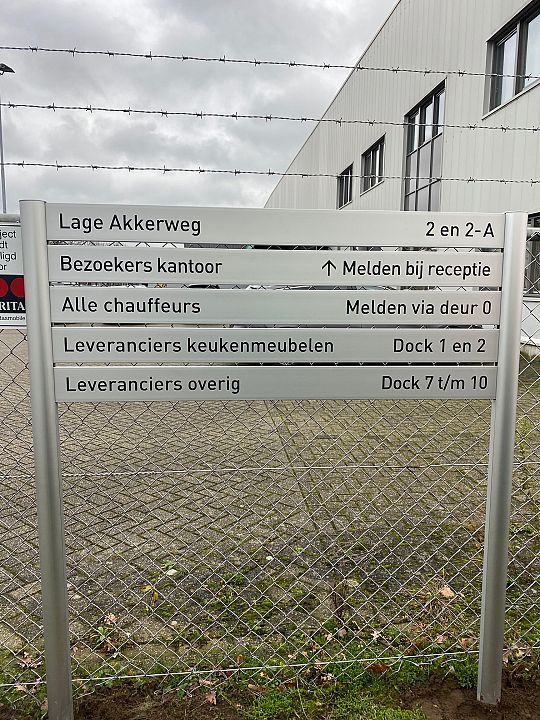 Lage Akkerweg 2 en 2-A
Bezoekers kantoor ↑ Melden bij receptie
Alle chauffeurs Melden via deur 0
Leveranciers keukenmeubelen Dock 1 en 2
Leveranciers overig Dock 7 t/m 10